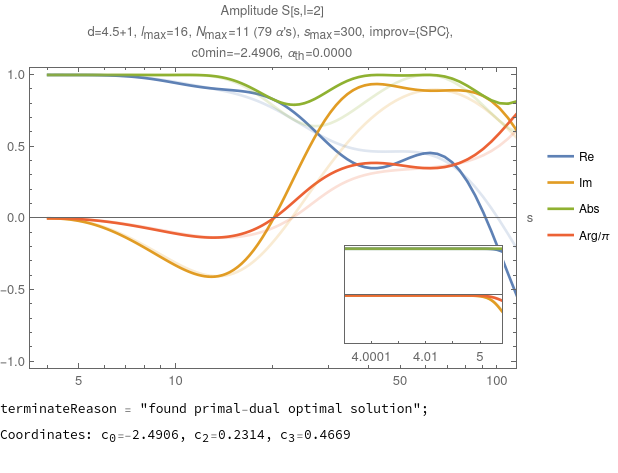 Amplitude S[s,l=2]
d=4.5+1, lmax=16, Nmax=11 (79 α's), smax=300, improv={SPC},
c0min=-2.4906, αth=0.0000
1.0
0.5
0.0
-0.5
-1.0
s
Re
Im
Abs
Arg/π
4.0001 4.01 5
5 10 50 100
terminateReason = "found primal-dual optimal solution";
Coordinates: c0=-2.4906, c2=0.2314, c3=0.4669